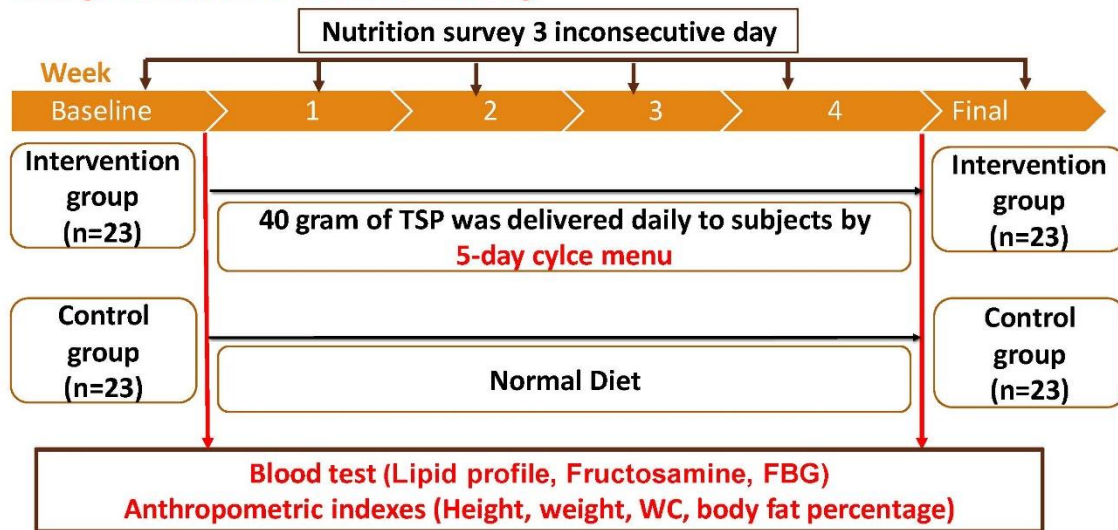 Nutrition survey 3 inconsecutive day
Week
Baseline 1 2 3 4 Final
Intervention
group
(n=23)
40 gram of TSP was delivered daily to subjects by
5-day cylce menu
Intervention
group
(n=23)
Control
group
(n=23)
Normal Diet
Control
group
(n=23)
Blood test (Lipid profile, Fructosamine, FBG)
Anthropometric indexes (Height, weight, WC, body fat percentage)